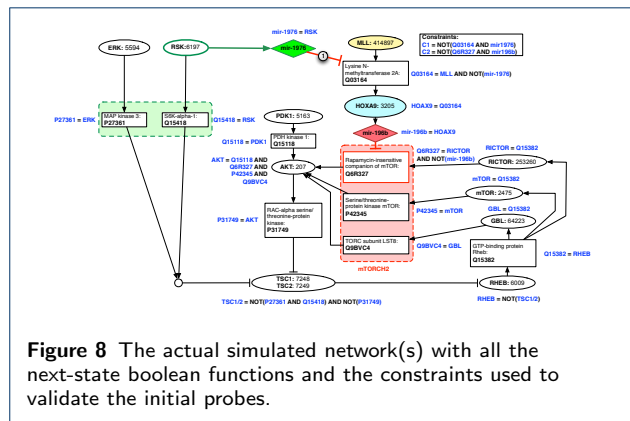 mir-1976 = RSK
ERK: 5594
RSK:6197
mir-1976
1
MLL: 414897
Constraints:
C1 = NOT(Q03164 AND mir1976)
C2 = NOT(Q6R327 AND mir196b)
Lysine N-
methyltransferase 2A:
Q03164
Q03164 = MLL AND NOT(mir-1976)
HOXA9: 3205
HOXA9 = Q03164
P27361 = ERK
MAP kinase 3:
P27361
S6K-alpha-1:
Q15418
Q15418 = RSK
PDK1: 5163
mir-196b
mir-196b = HOXA9
Q15118 = PDK1
PDH kinase 1:
Q15118
Q6R327 = RICTOR
AND NOT(mir-196b)
RICTOR = Q15382
AKT = Q15118 AND
Q6R327 AND
P42345 AND
Q9BVC4
AKT: 207
Rapamycin-insensitive
companion of mTOR:
Q6R327
RICTOR: 253260
mTOR = Q15382
Serine/threonine-
protein kinase mTOR:
P42345
mTOR: 2475
P42345 = mTOR
GBL = Q15382
GBL: 64223
P31749 = AKT
RAC-alpha serine/
threonine-protein
kinase:
P31749
TORC subunit LST8:
Q9BVC4
Q9BVC4 = GBL
mTORCH2
GTP-binding protein
Rheb:
Q15382
Q15382 = RHEB
TSC1: 7248
TSC2: 7249
RHEB: 6009
TSC1/2 = NOT(P27361 AND Q15418) AND NOT(P31749)
RHEB = NOT(TSC1/2)
Figure 8 The actual simulated network(s) with all the
next-state boolean functions and the constraints used to
validate the initial probes.